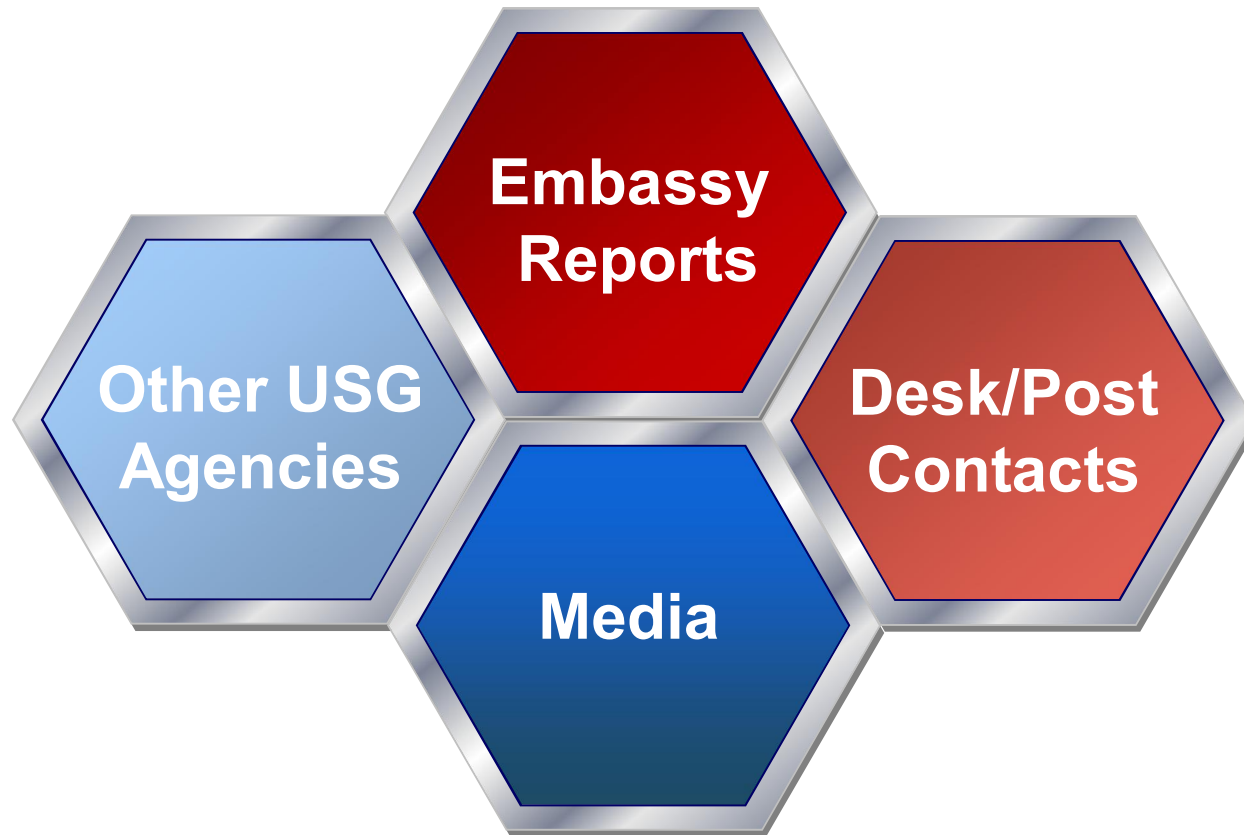 Embassy
Reports
Other USG
Agencies
Desk/Post
Contacts
Media